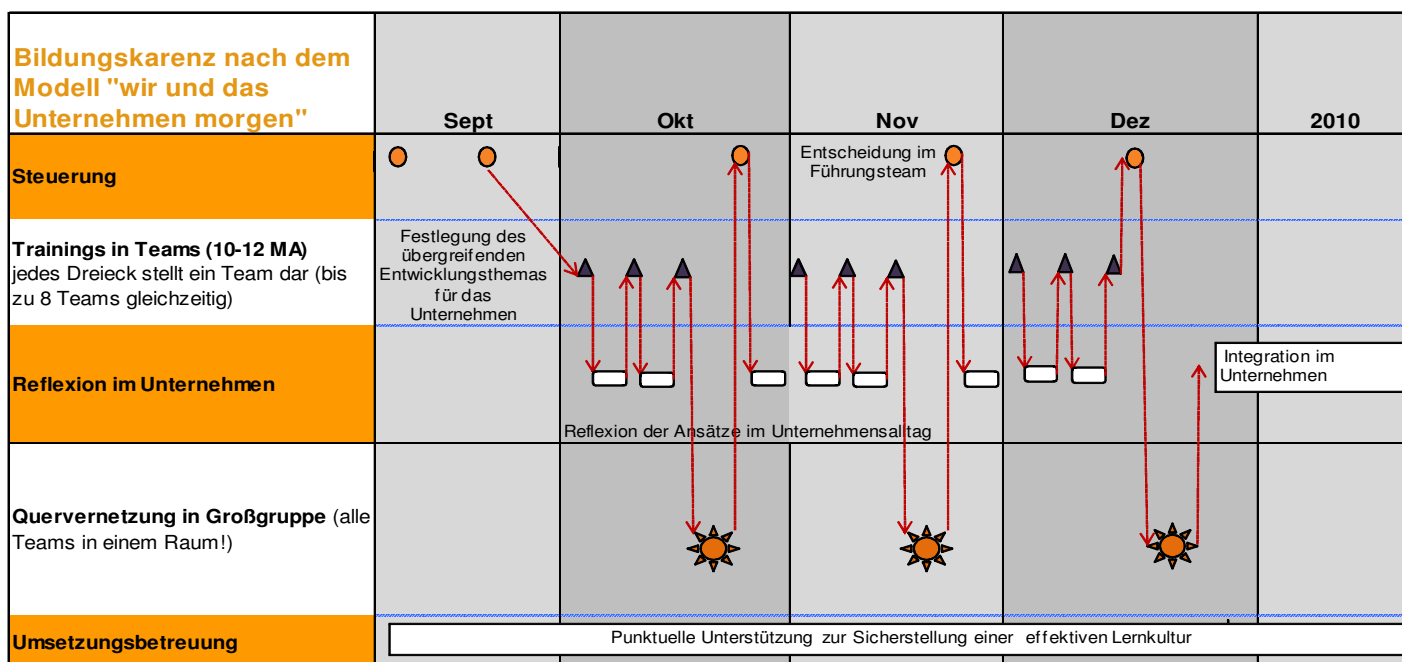 Bildungskarenz nach dem
Modell "wir und das
Unternehmen morgen"
Sept
Okt
Nov
Dez
2010
Steuerung
Entscheidung im
Führungsteam
Trainings in Teams (10-12 MA)
jedes Dreieck stellt ein Team dar (bis
zu 8 Teams gleichzeitig)
Festlegung des
übergreifenden
Entwicklungsthemas
für das
Unternehmen
Reflexion im Unternehmen
Integration im
Unternehmen
Reflexion der Ansätze im Unternehmensalltag
Quervernetzung in Großgruppe (alle
Teams in einem Raum!)
Umsetzungsbetreuung
Punktuelle Unterstützung zur Sicherstellung einer effektiven Lernkultur